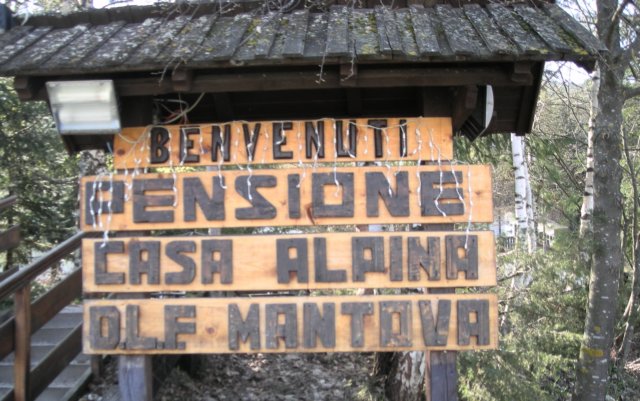 BENVENUTI
PENSIONE
CASA ALPINA
D.L.F MANTOVA